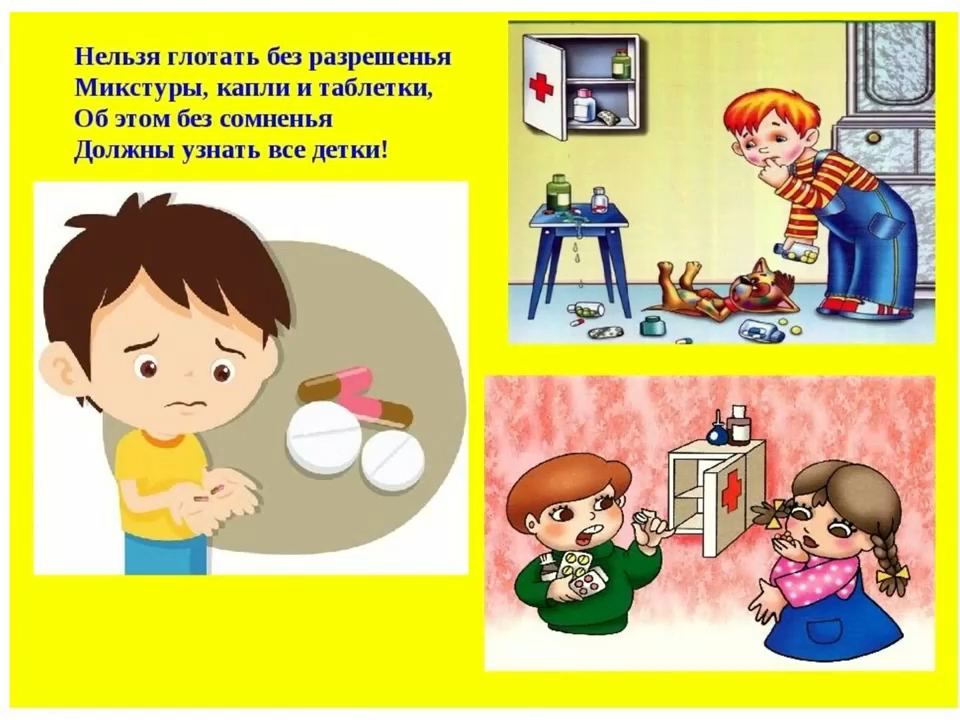 Нельзя глотать без разрешенья
Микстуры, капли и таблетки,
Об этом без сомненья
Должны узнать все детки!